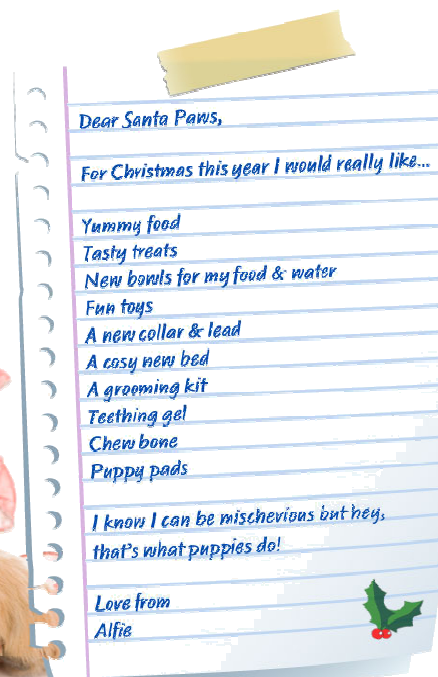 Dear Santa Paws,
For Christmas this year I would really like...
Yummy food
Tasty treats
New bowls for my food & water
Fun toys
A new collar & lead
A cosy new bed
A grooming kit
Teething gel
Chew bone
Puppy pads
I know I can be mischevious but hey,
that's what puppies do!
Love from
Alfie